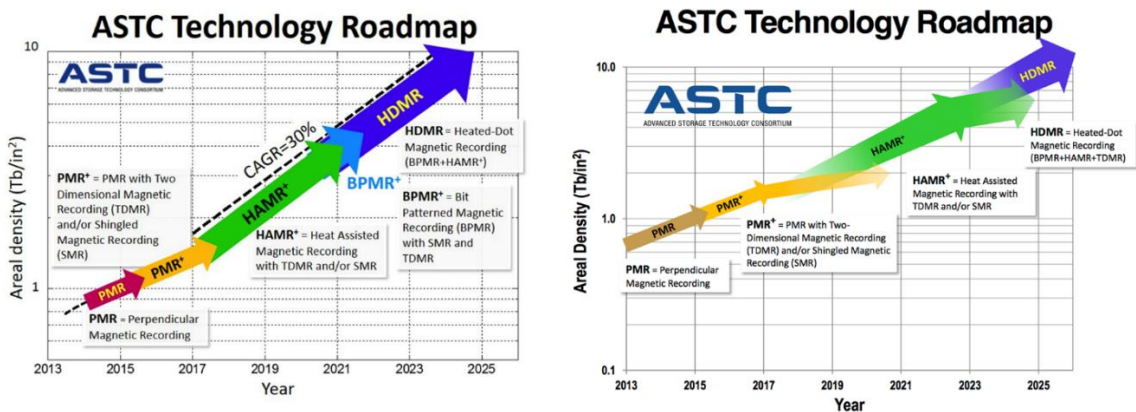 ASTC Technology Roadmap
10
ASTC
ADVANCED STORAGE TECHNOLOGY CONSORTIUM
CAGR=30%
HDMR
HDMR = Heated-Dot
Magnetic Recording
(BPMR+HAMR⁺)
PMR⁺ = PMR with Two
Dimensional Magnetic
Recording (TDMR)
and/or Shingled
Magnetic Recording
(SMR)
HAMR⁺
BPMR⁺
BPMR⁺ = Bit
Patterned Magnetic
Recording (BPMR)
with SMR and
TDMR
HAMR⁺ = Heat Assisted
Magnetic Recording
with TDMR and/or SMR
PMR⁺
PMR
1
PMR = Perpendicular
Magnetic Recording
Areal density (Tb/in²)
2013 2015 2017 2019 2021 2023 2025
Year
ASTC Technology Roadmap
10.0
ASTC
ADVANCED STORAGE TECHNOLOGY CONSORTIUM
HDMR
HDMR = Heated-Dot
Magnetic Recording
(BPMR+HAMR+TDMR)
HAMR⁺
HAMR⁺ = Heat Assisted
Magnetic Recording with
TDMR and/or SMR
PMR⁺
PMR
1.0
PMR⁺ = PMR with Two-
Dimensional Magnetic Recording
(TDMR) and/or Shingled Magnetic
Recording (SMR)
PMR = Perpendicular
Magnetic Recording
0.1
Areal Density (Tb/in²)
2013 2015 2017 2019 2021 2023 2025
Year